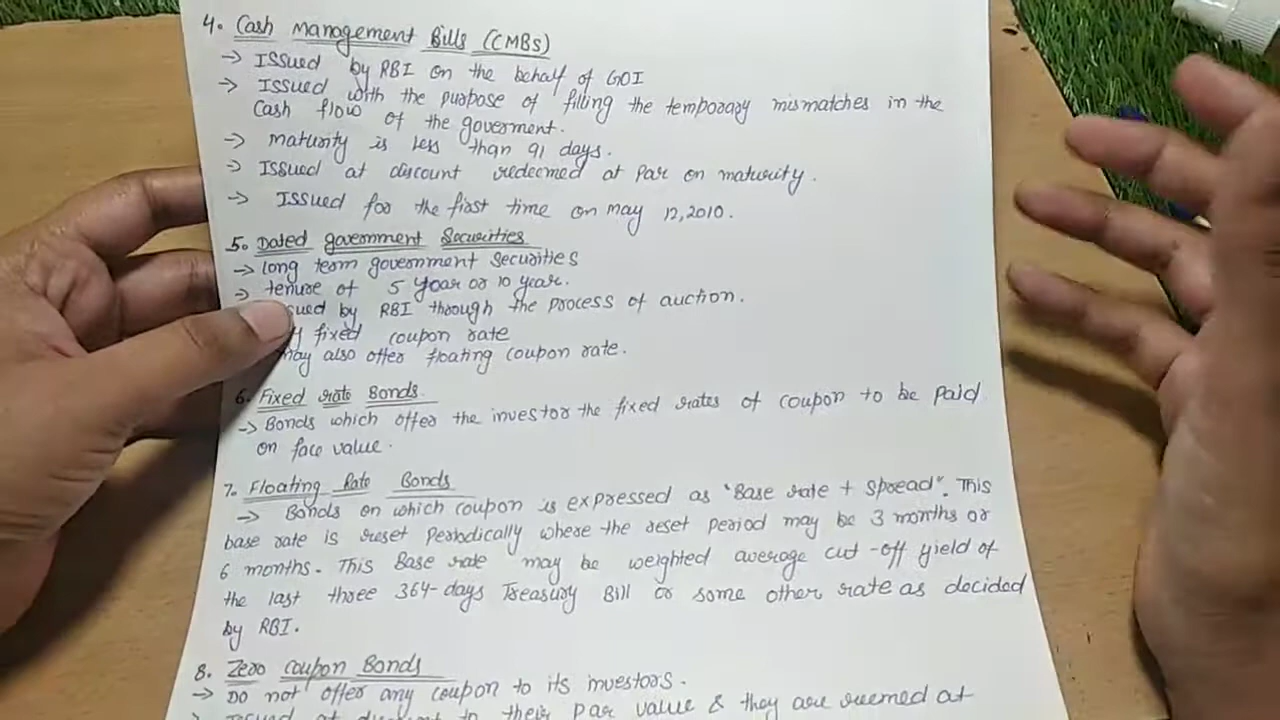 4. Cash management Bills (CMBs)
→ Issued by RBI on the behalf of GOI
→ Issued with the purpose of filling the temporary mismatches in the
Cash flow of the goverment.
→ maturity is less than 91 days.
→ Issued at discount redeemed at par on maturity.
→ Issued for the first time on may 12, 2010.
5. Dated government Securities
→ long term government securities
→ tenure of 5 year or 10 year.
sued by RBI through the process of auction.
fixed coupon rate
may also offer floating coupon rate.
6. Fixed rate Bonds.
→ Bonds which offer the investor the fixed rates of coupon to be paid
on face value.
7. Floating Rate Bonds
→ Bonds on which coupon is expressed as "Base rate + Spread". This
base rate is reset periodically where the reset period may be 3 months or
6 months. This Base rate may be weighted average cut-off yield of
the last three 364-days Treasury Bill or some other rate as decided
by RBI.
8. Zero coupon Bonds
→ Do not offer any coupon to its investors.
at discount to their par value & they are reemed at